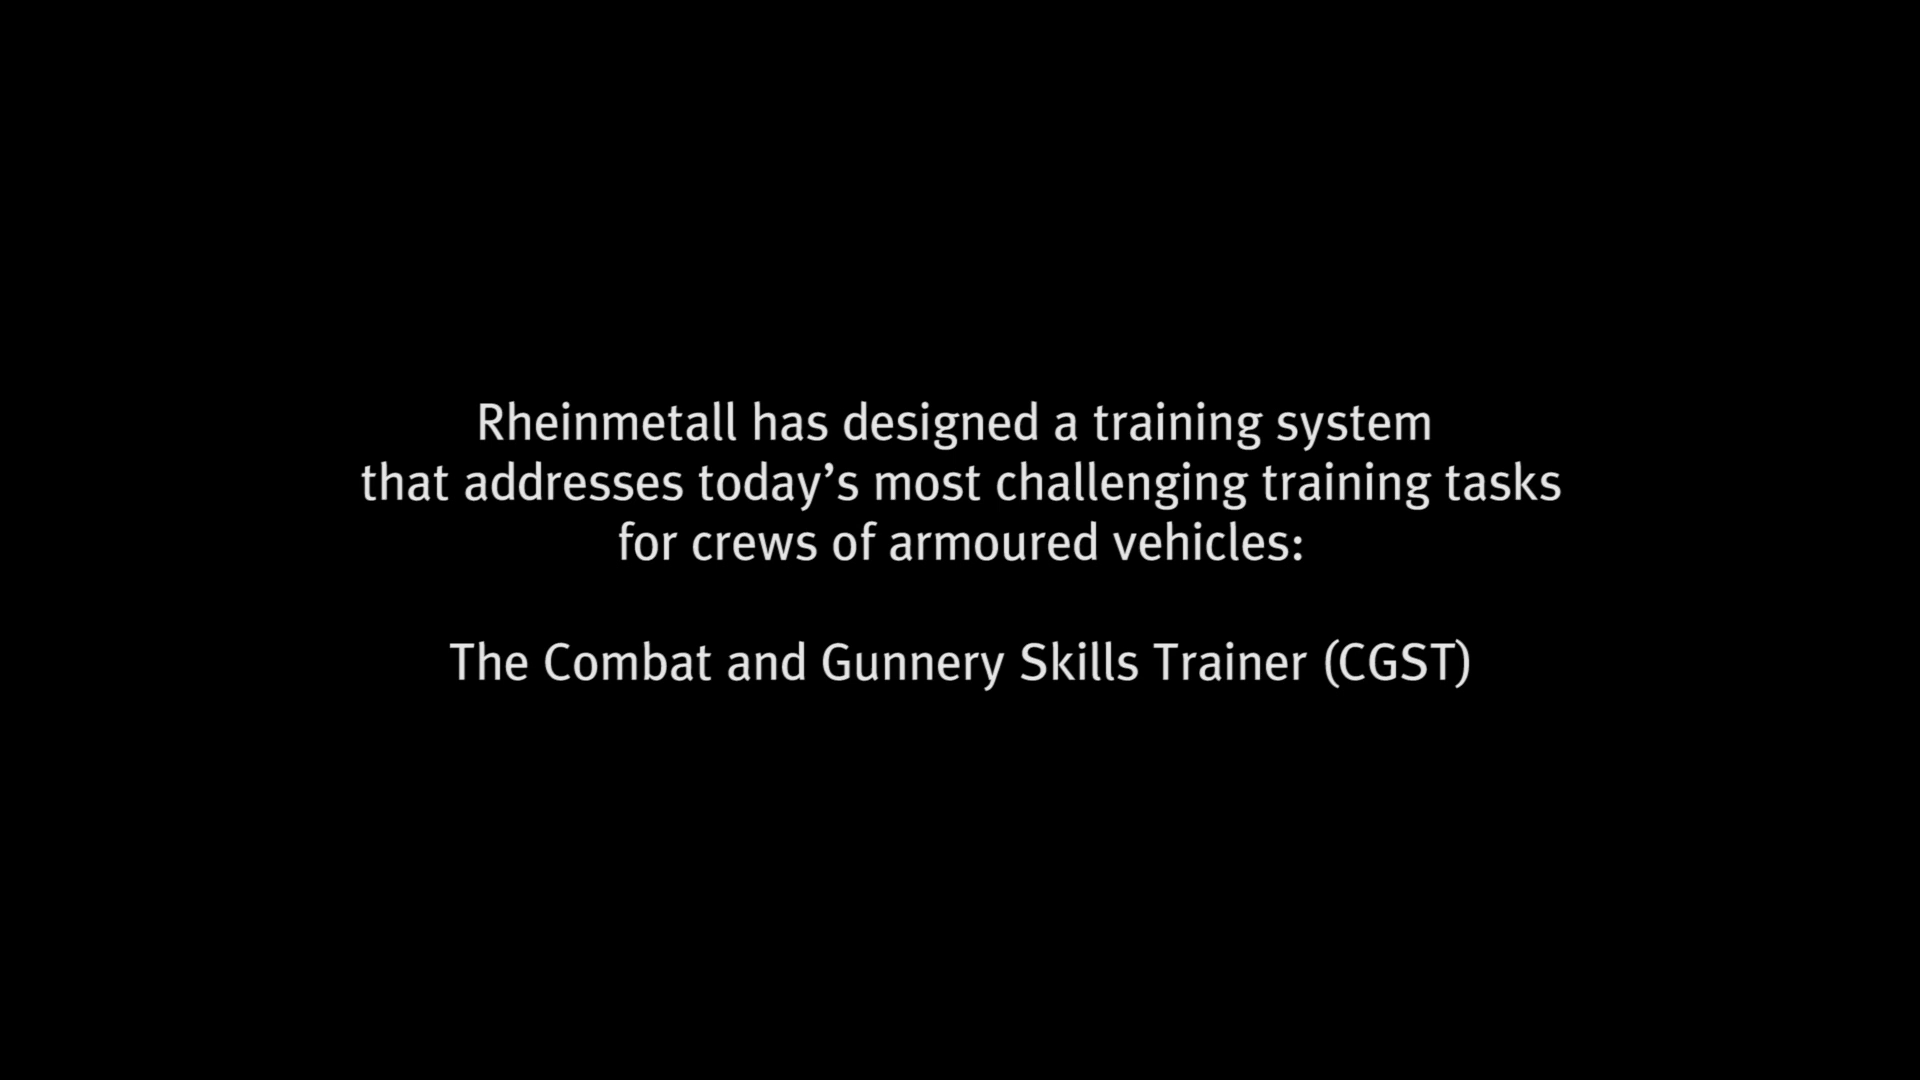 Rheinmetall has designed a training system
that addresses today’s most challenging training tasks
for crews of armoured vehicles:
The Combat and Gunnery Skills Trainer (CGST)